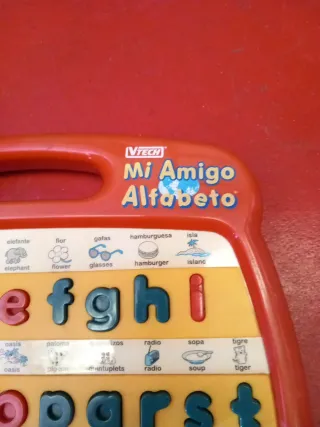 VTECH
Mi Amigo
Alfabeto
elefante flor gafas hamburguesa isla
elephant flower glasses hamburger island
e f g h i
oasis radio sopa tigre
radio soup tiger
q r s t